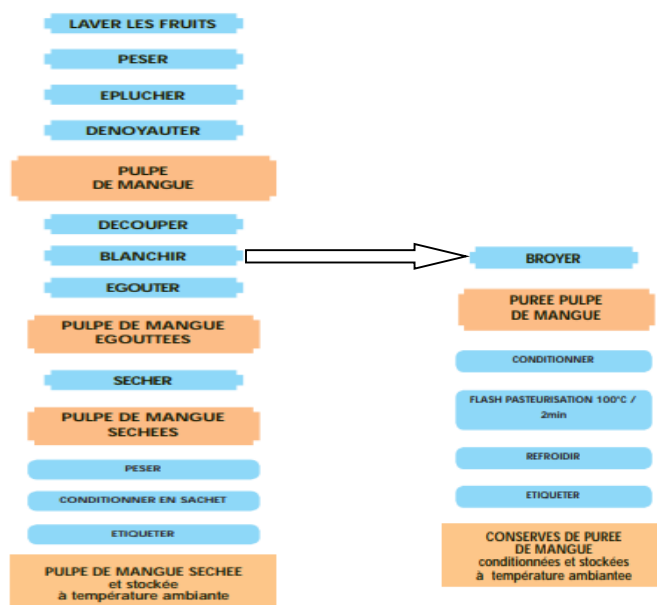 LAVER LES FRUITS
PESER
EPLUCHER
DENOYAUTER
PULPE
DE MANGUE
DECOUPER
BLANCHIR
EGOUTER
PULPE DE MANGUE
EGOUTTEES
SECHER
PULPE DE MANGUE
SECHEES
PESER
CONDITIONNER EN SACHET
ETIQUETER
PULPE DE MANGUE SECHEE
et stockée
à température ambiante
BROYER
PUREE PULPE
DE MANGUE
CONDITIONNER
FLASH PASTEURISATION 100°C /
2min
REFROIDIR
ETIQUETER
CONSERVES DE PUREE
DE MANGUE
conditionnées et stockées
à température ambiantee